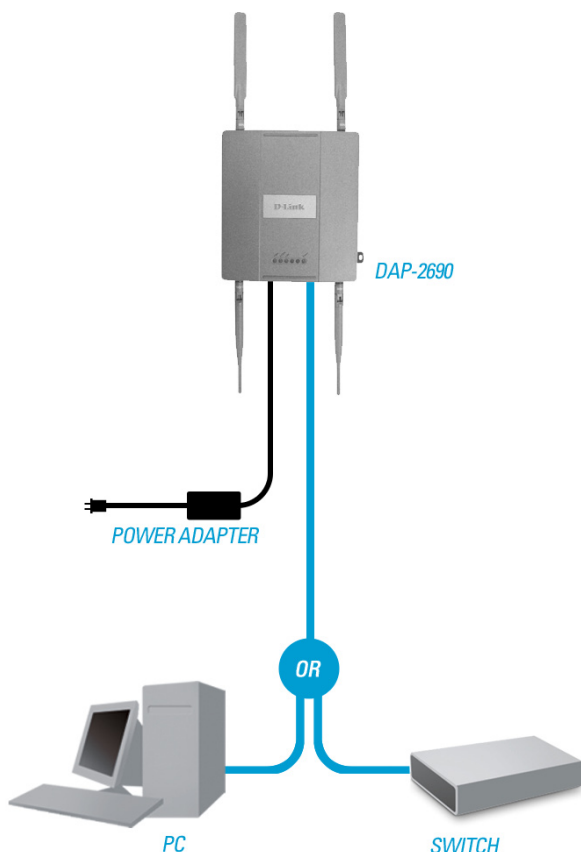 D-Link
DAP-2690
POWER ADAPTER
OR
PC
SWITCH